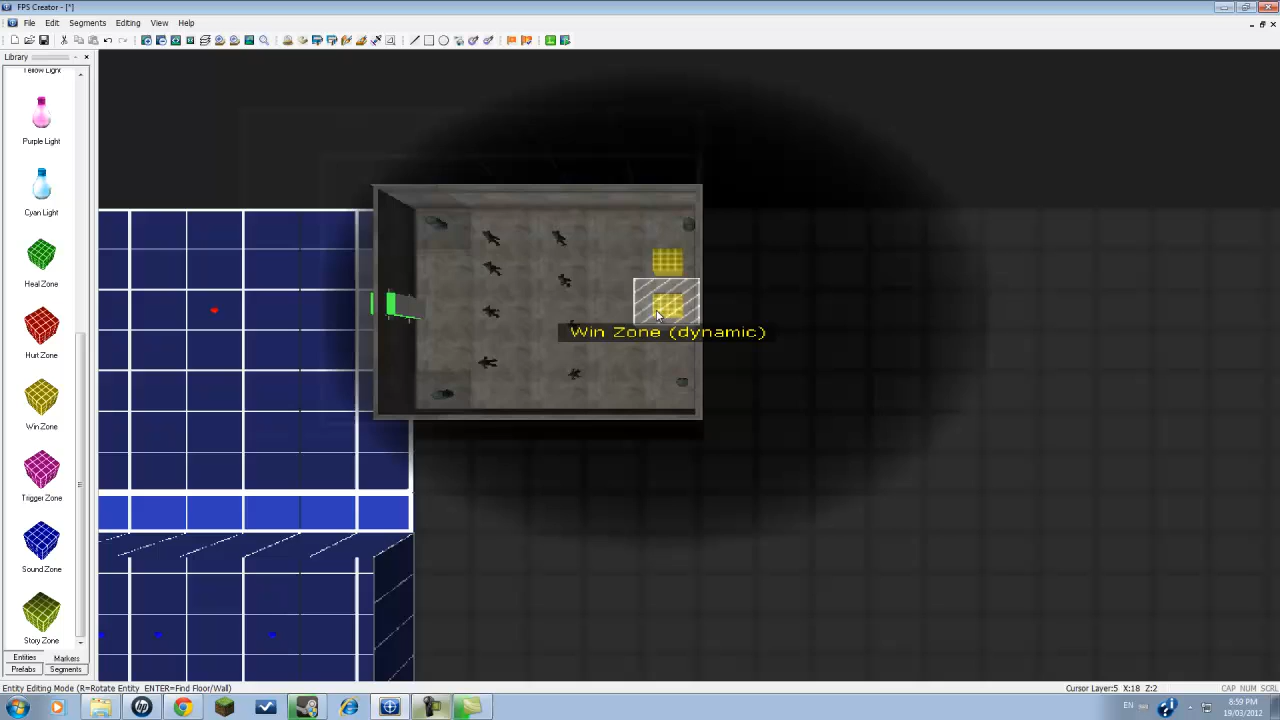 FPS Creator - [*]
File Edit Segments Editing View Help
Library
Yellow Light
Purple Light
Cyan Light
Heal Zone
Hurt Zone
Win Zone
Trigger Zone
Sound Zone
Story Zone
Win Zone (dynamic)
Entities Markers
Prefabs Segments
Entity Editing Mode (R=Rotate Entity ENTER=Find Floor/Wall)
Cursor Layer:5 X:18 Z:2
CAP NUM SCRL
EN
8:59 PM
19/03/2012